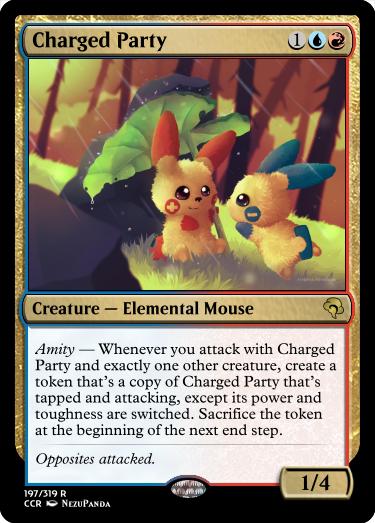 Charged Party
1
Creature — Elemental Mouse
Amity — Whenever you attack with Charged
Party and exactly one other creature, create a
token that's a copy of Charged Party that's
tapped and attacking, except its power and
toughness are switched. Sacrifice the token
at the beginning of the next end step.
Opposites attacked.
1/4
197/319 R
CCR NezuPanda